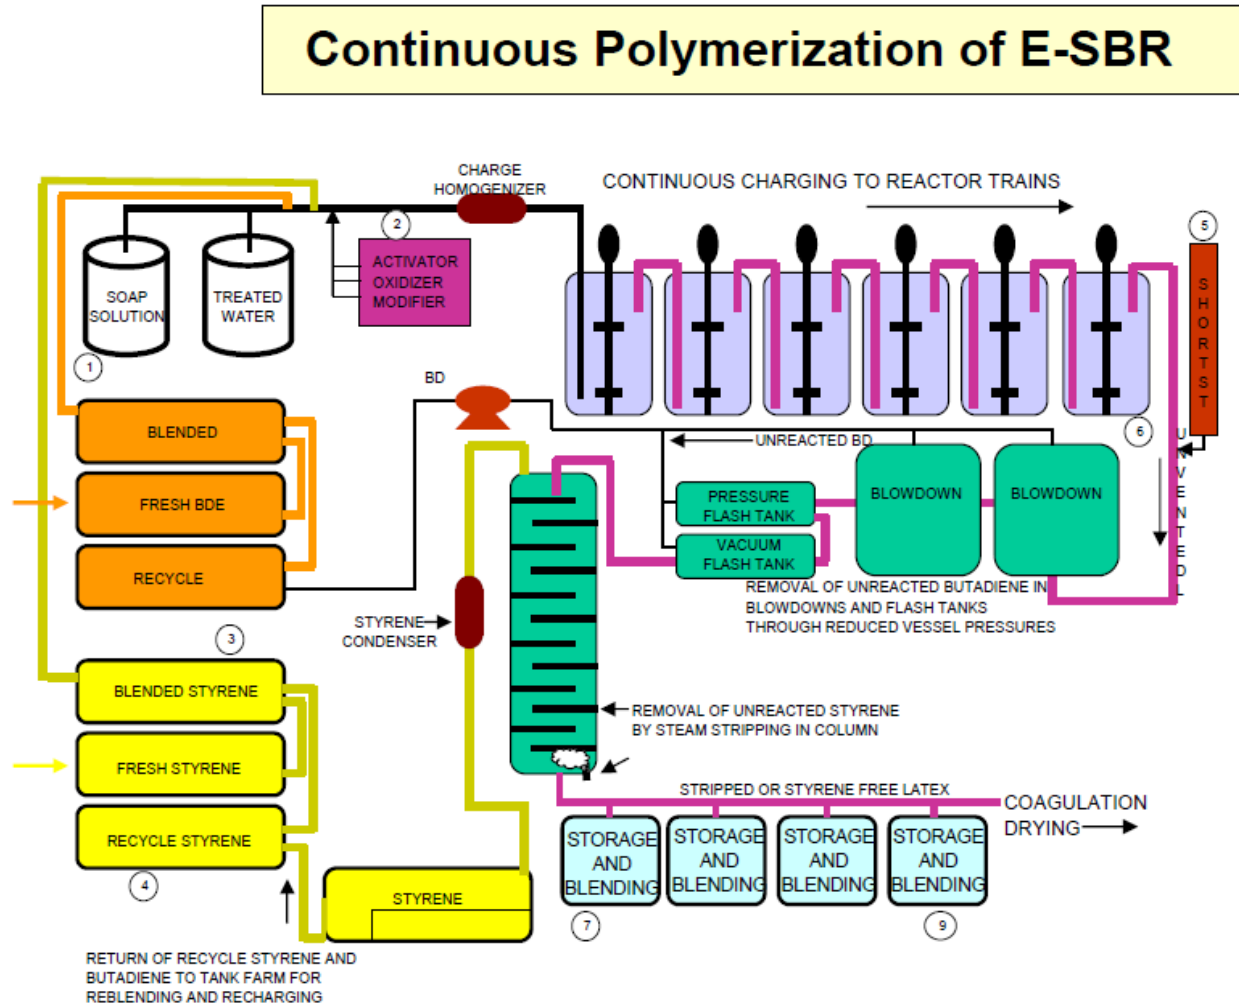 Continuous Polymerization of E-SBR
CHARGE
HOMOGENIZER
CONTINUOUS CHARGING TO REACTOR TRAINS
2
5
ACTIVATOR
OXIDIZER
MODIFIER
SOAP
SOLUTION
TREATED
WATER
1
SHORTST
BD
BLENDED
FRESH BDE
RECYCLE
3
UNREACTED BD
6
UNVENTEDL
PRESSURE
FLASH TANK
VACUUM
FLASH TANK
BLOWDOWN
BLOWDOWN
REMOVAL OF UNREACTED BUTADIENE IN
BLOWDOWNS AND FLASH TANKS
THROUGH REDUCED VESSEL PRESSURES
STYRENE
CONDENSER
BLENDED STYRENE
FRESH STYRENE
RECYCLE STYRENE
4
REMOVAL OF UNREACTED STYRENE
BY STEAM STRIPPING IN COLUMN
STRIPPED OR STYRENE FREE LATEX
COAGULATION
DRYING
STORAGE
AND
BLENDING
STORAGE
AND
BLENDING
STORAGE
AND
BLENDING
STORAGE
AND
BLENDING
7
9
STYRENE
RETURN OF RECYCLE STYRENE AND
BUTADIENE TO TANK FARM FOR
REBLENDING AND RECHARGING